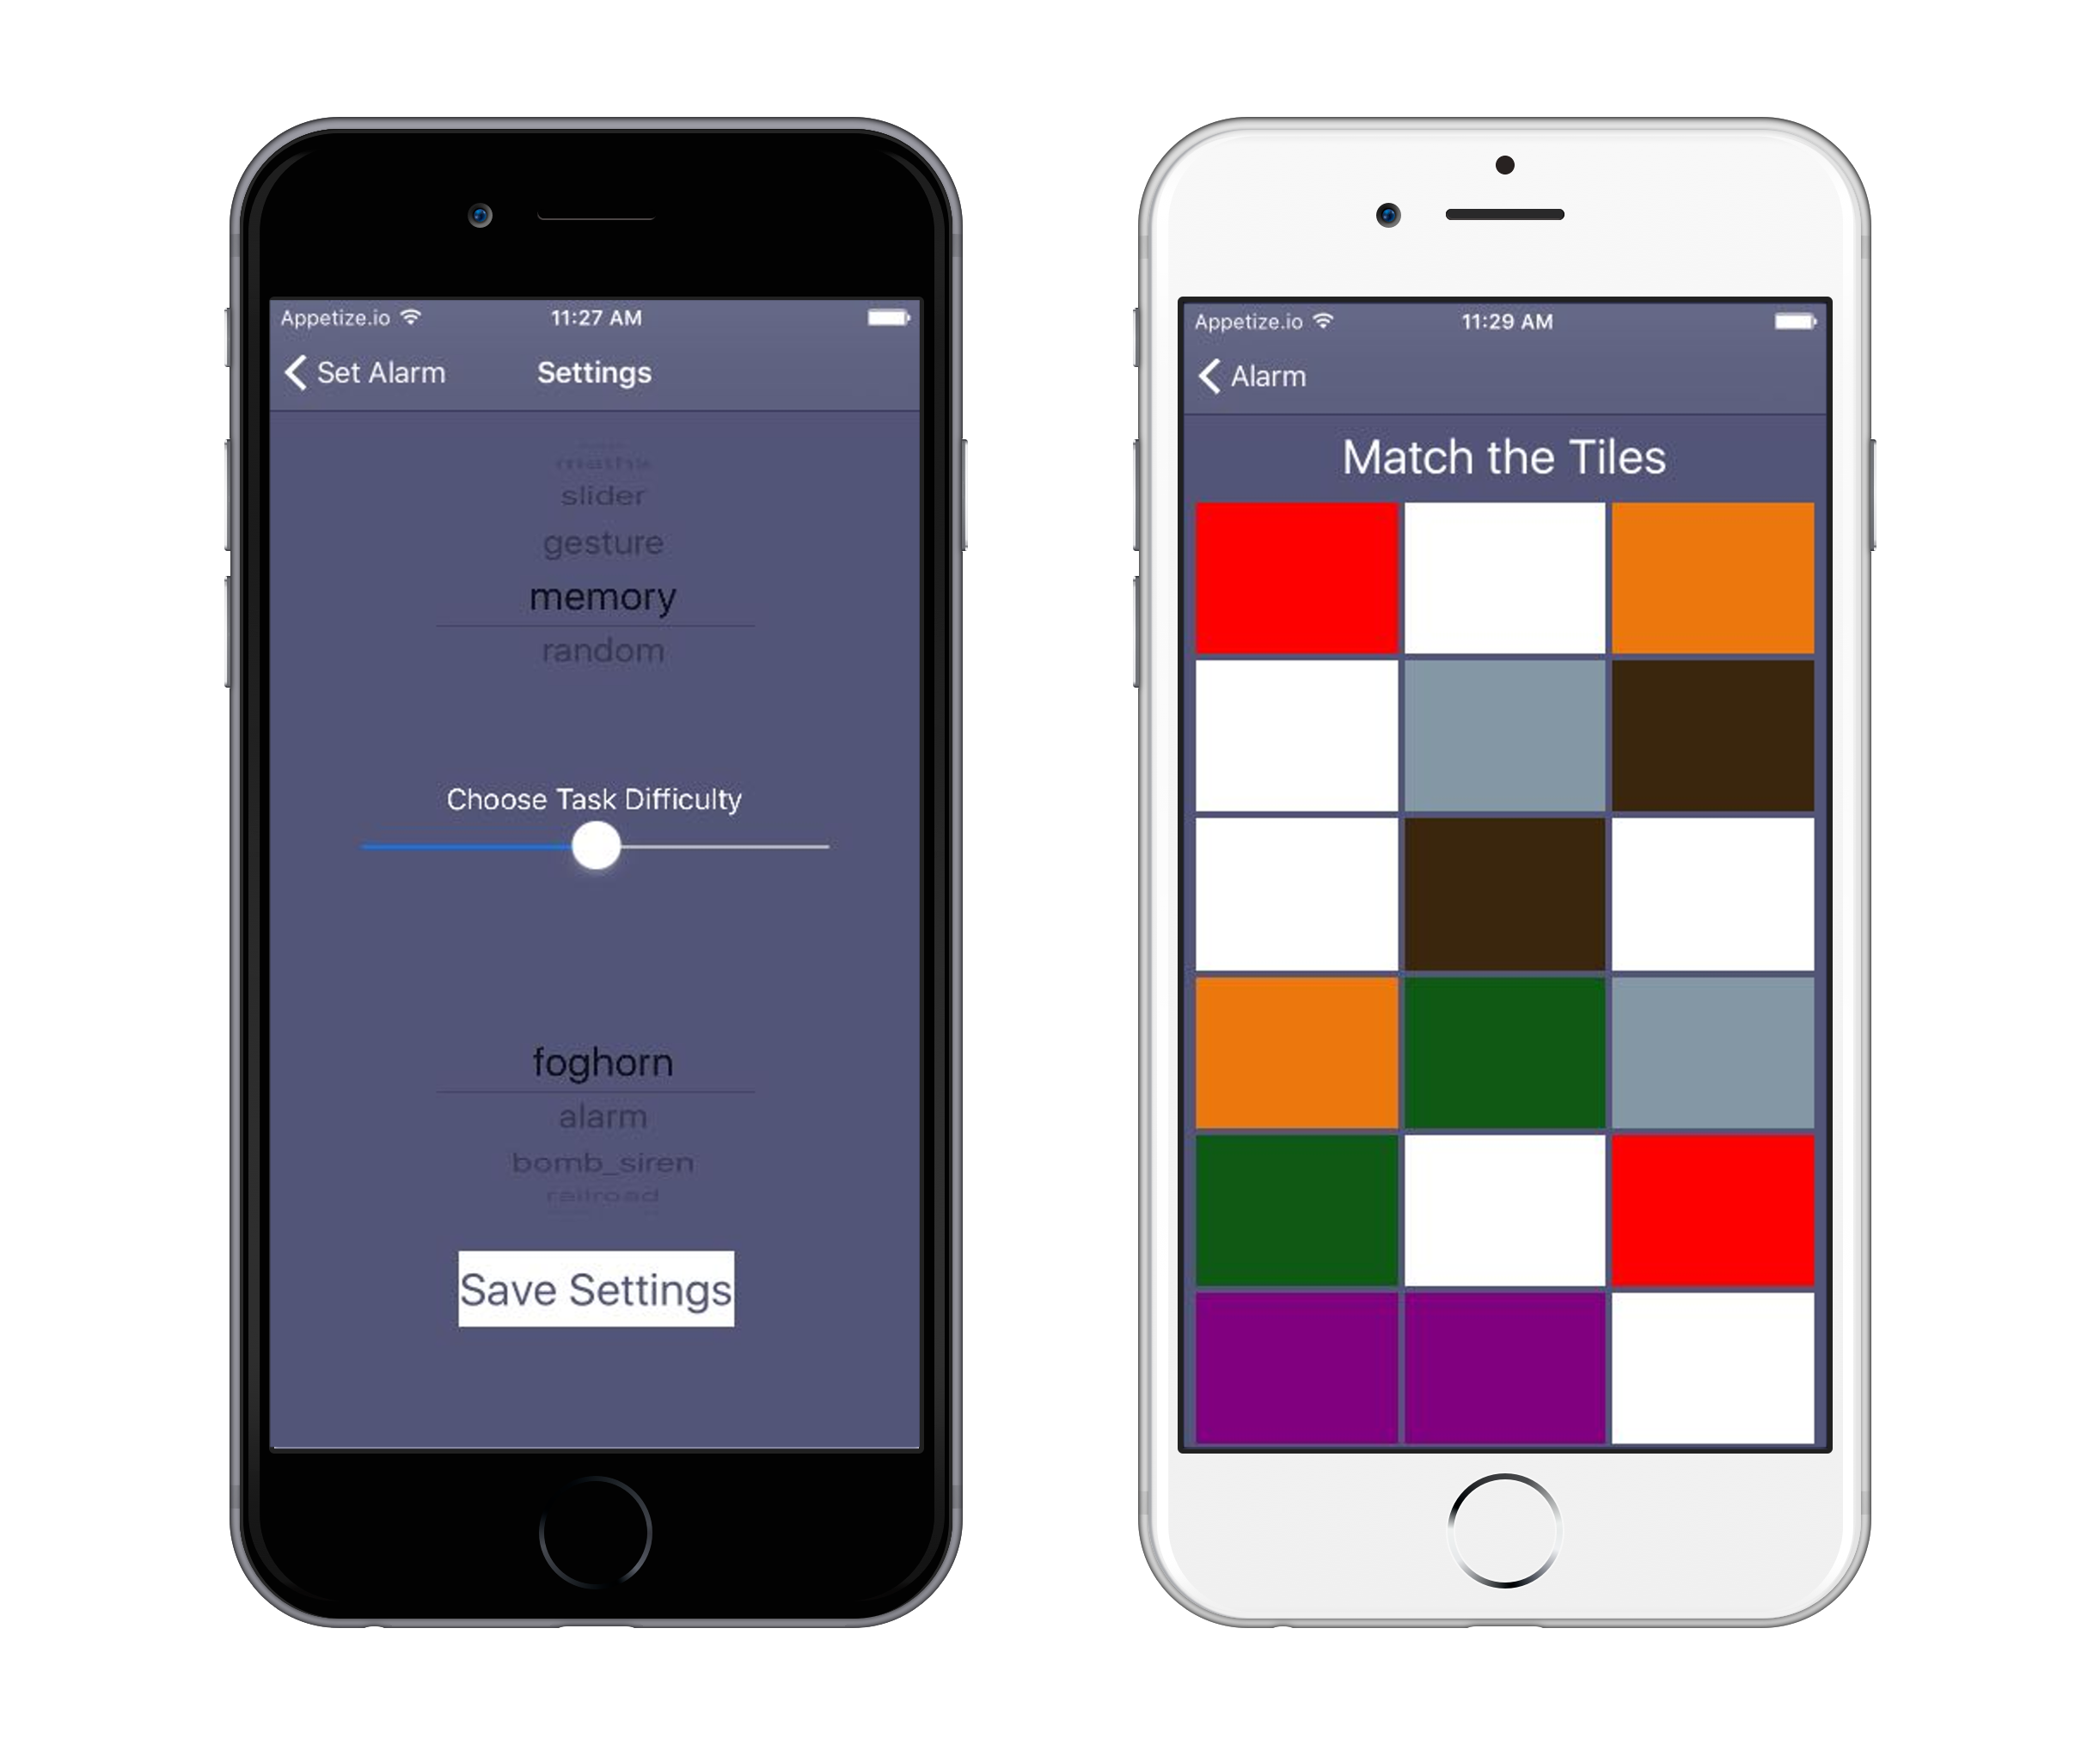 Appetize.io 11:27 AM
Set Alarm Settings
maths
slider
gesture
memory
random
Choose Task Difficulty
foghorn
alarm
bomb_siren
railroad
Save Settings
Appetize.io 11:29 AM
Alarm
Match the Tiles